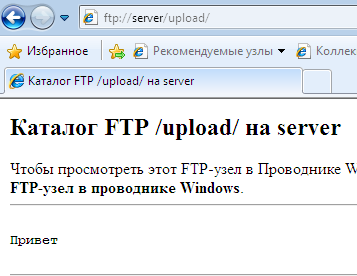 ftp://server/upload/
Избранное Рекомендуемые узлы Коллек
Каталог FTP /upload/ на server
Каталог FTP /upload/ на server
Чтобы просмотреть этот FTP-узел в Проводнике W
FTP-узел в проводнике Windows.
Привет